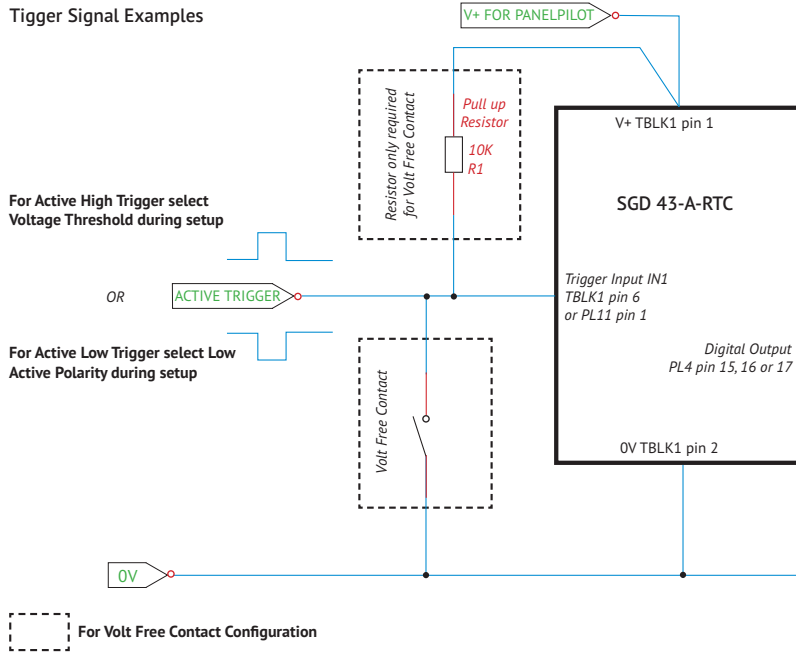 Tigger Signal Examples
V+ FOR PANELPILOT
Resistor only required
for Volt Free Contact
Pull up
Resistor
10K
R1
V+ TBLK1 pin 1
SGD 43-A-RTC
For Active High Trigger select
Voltage Threshold during setup
OR
ACTIVE TRIGGER
Trigger Input IN1
TBLK1 pin 6
or PL11 pin 1
For Active Low Trigger select Low
Active Polarity during setup
Digital Output
PL4 pin 15, 16 or 17
Volt Free Contact
0V TBLK1 pin 2
0V
For Volt Free Contact Configuration